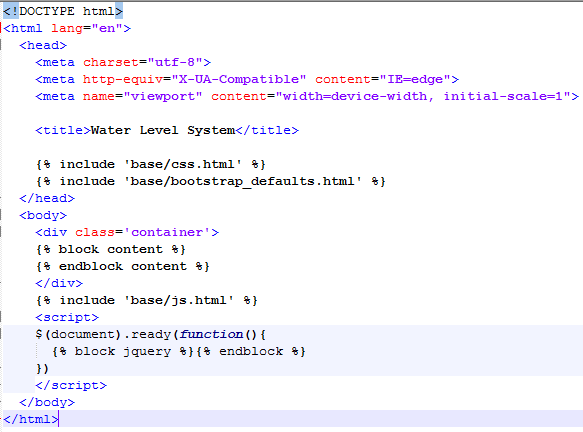 <!DOCTYPE html>
<html lang="en">
  <head>
    <meta charset="utf-8">
    <meta http-equiv="X-UA-Compatible" content="IE=edge">
    <meta name="viewport" content="width=device-width, initial-scale=1">

    <title>Water Level System</title>

    {% include 'base/css.html' %}
    {% include 'base/bootstrap_defaults.html' %}
  </head>
  <body>
    <div class='container'>
    {% block content %}
    {% endblock content %}
    </div>
    {% include 'base/js.html' %}
    <script>
    $(document).ready(function(){
      {% block jquery %}{% endblock %}
    })
    </script>
  </body>
</html>